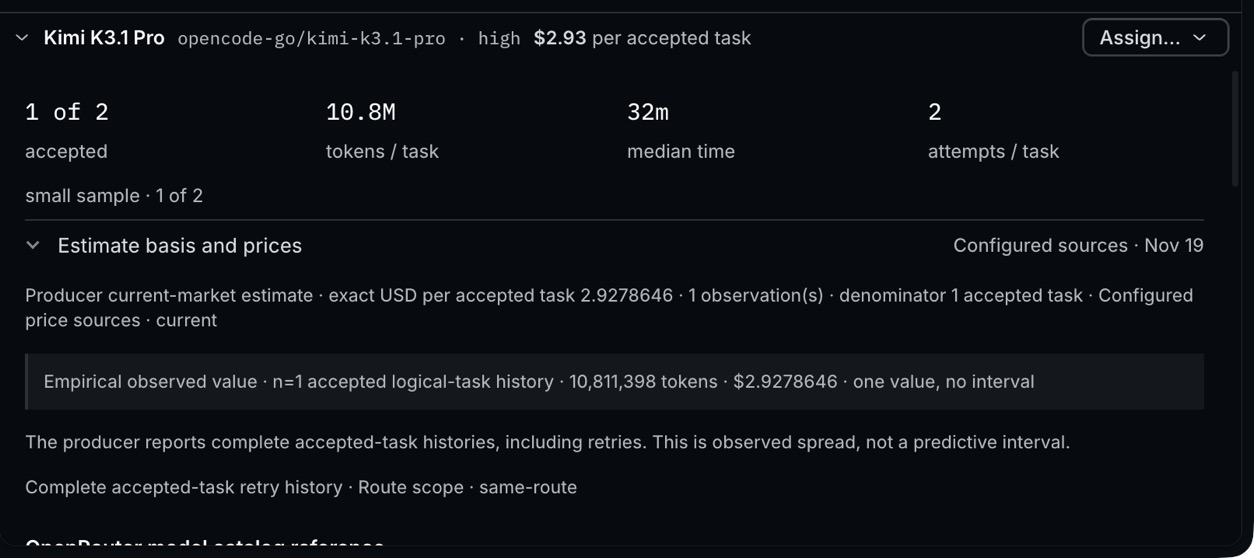 Kimi K3.1 Pro opencode-go/kimi-k3.1-pro · high $2.93 per accepted task Assign...
1 of 2 10.8M 32m 2
accepted tokens / task median time attempts / task
small sample · 1 of 2
Estimate basis and prices Configured sources · Nov 19
Producer current-market estimate · exact USD per accepted task 2.9278646 · 1 observation(s) · denominator 1 accepted task · Configured
price sources · current
Empirical observed value · n=1 accepted logical-task history · 10,811,398 tokens · $2.9278646 · one value, no interval
The producer reports complete accepted-task histories, including retries. This is observed spread, not a predictive interval.
Complete accepted-task retry history · Route scope · same-route
OpenRouter model catalog reference